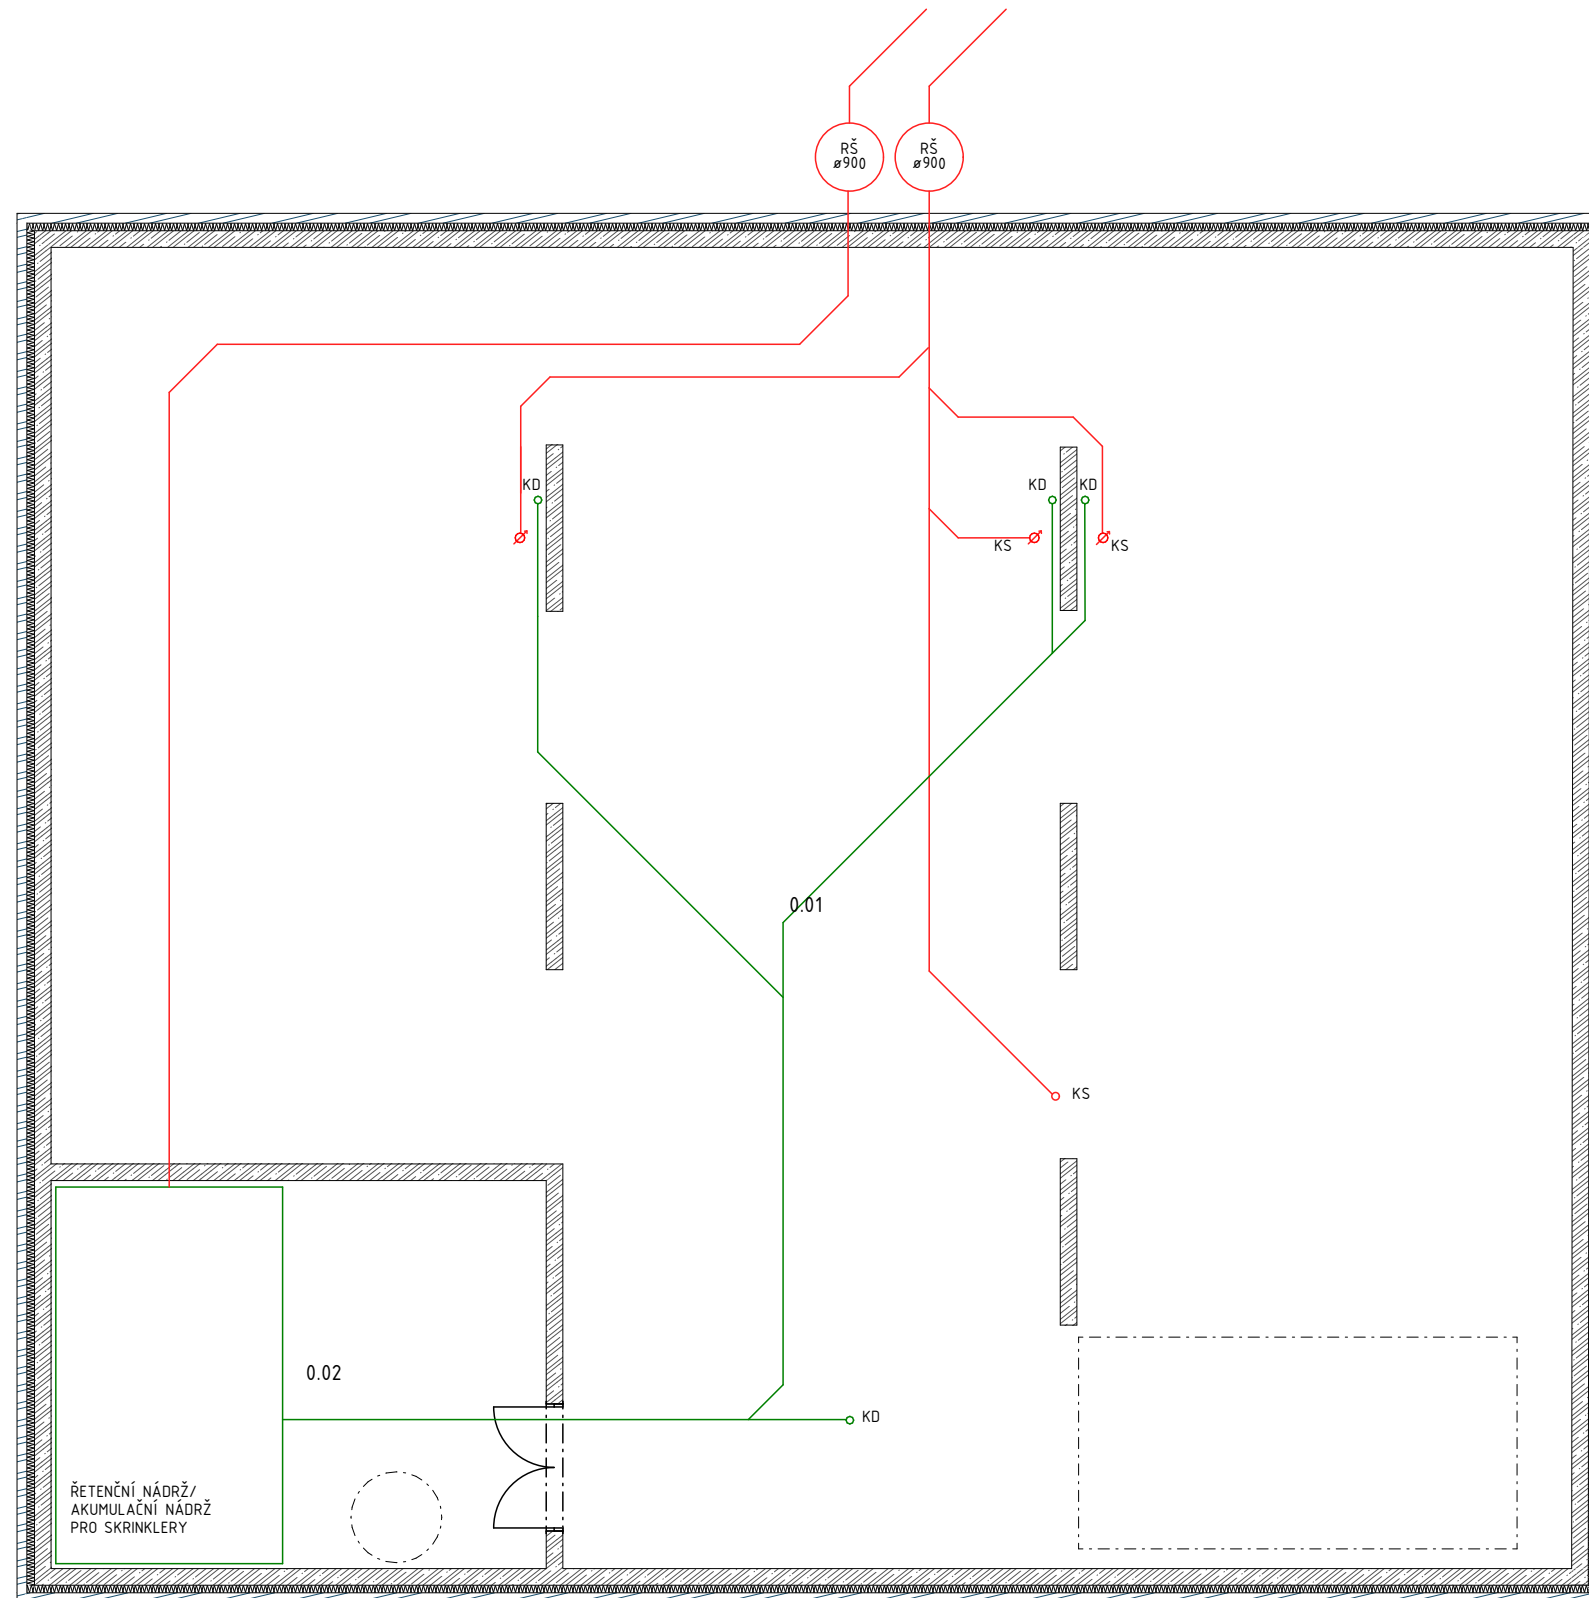 RŠ
ø900
RŠ
ø900
KD
KD
KD
KS
KS
0.01
KS
0.02
KD
ŘETENČNÍ NÁDRŽ/
AKUMULAČNÍ NÁDRŽ
PRO SKRINKLERY